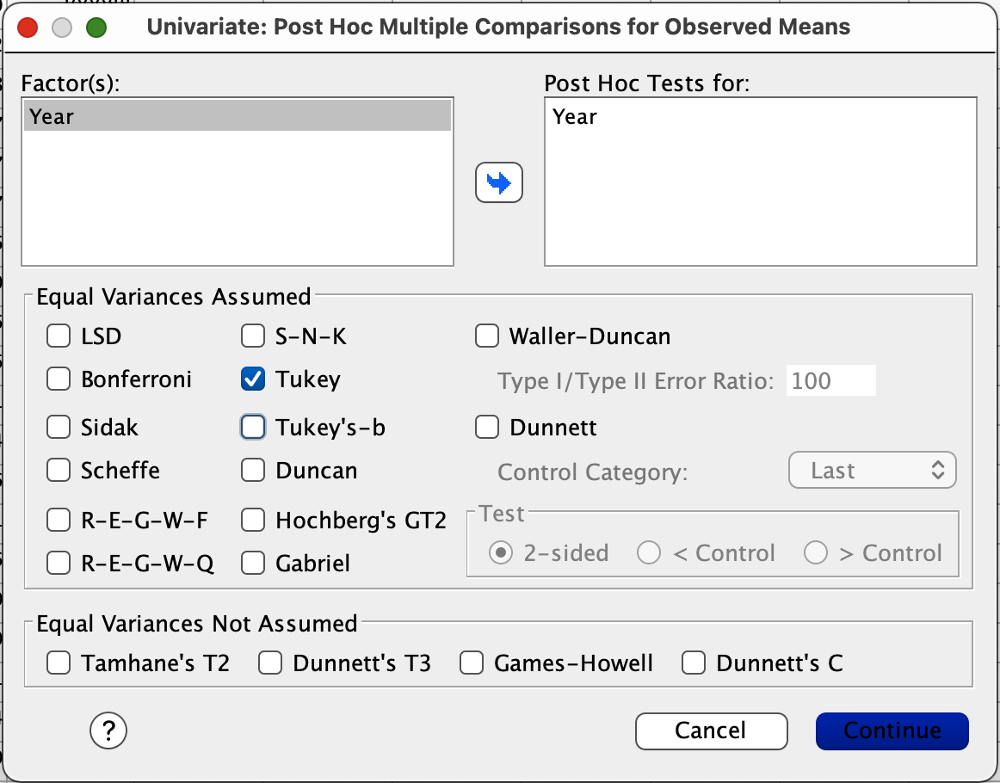 Univariate: Post Hoc Multiple Comparisons for Observed Means
Factor(s):
Year
Post Hoc Tests for:
Year
Equal Variances Assumed
LSD
S-N-K
Waller-Duncan
Bonferroni
Tukey
Type I/Type II Error Ratio: 100
Sidak
Tukey's-b
Dunnett
Scheffe
Duncan
Control Category: Last
R-E-G-W-F
Hochberg's GT2
Test
R-E-G-W-Q
Gabriel
2-sided
< Control
> Control
Equal Variances Not Assumed
Tamhane's T2
Dunnett's T3
Games-Howell
Dunnett's C
?
Cancel
Continue